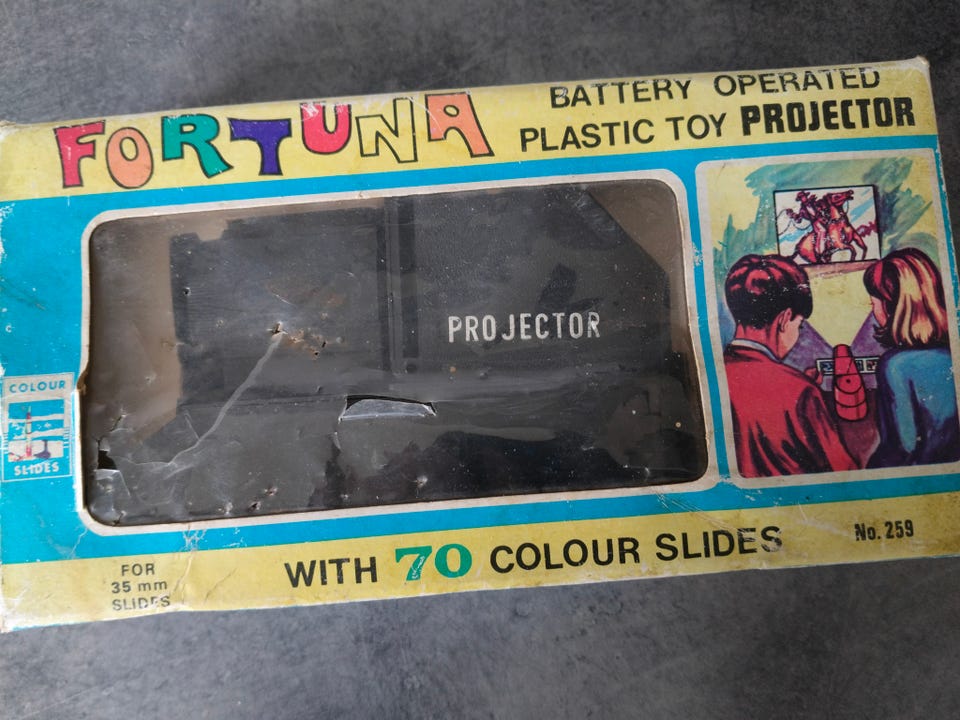 FORTUNA
BATTERY OPERATED
PLASTIC TOY PROJECTOR
PROJECTOR
COLOUR
SLIDES
FOR
35 mm
SLIDES
WITH 70 COLOUR SLIDES
No. 259